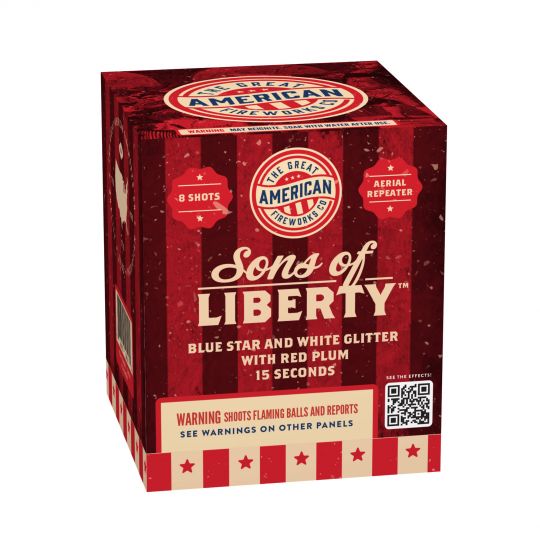 THE GREAT
AMERICAN
FIREWORKS CO
WARNING MAY REIGNITE. SOAK WITH WATER AFTER USE.
8 SHOTS
THE GREAT
AMERICAN
FIREWORKS CO
AERIAL
REPEATER
Sons of
LIBERTY™
BLUE STAR AND WHITE GLITTER
WITH RED PLUM
15 SECONDS
SEE THE EFFECTS!
WARNING SHOOTS FLAMING BALLS AND REPORTS
SEE WARNINGS ON OTHER PANELS